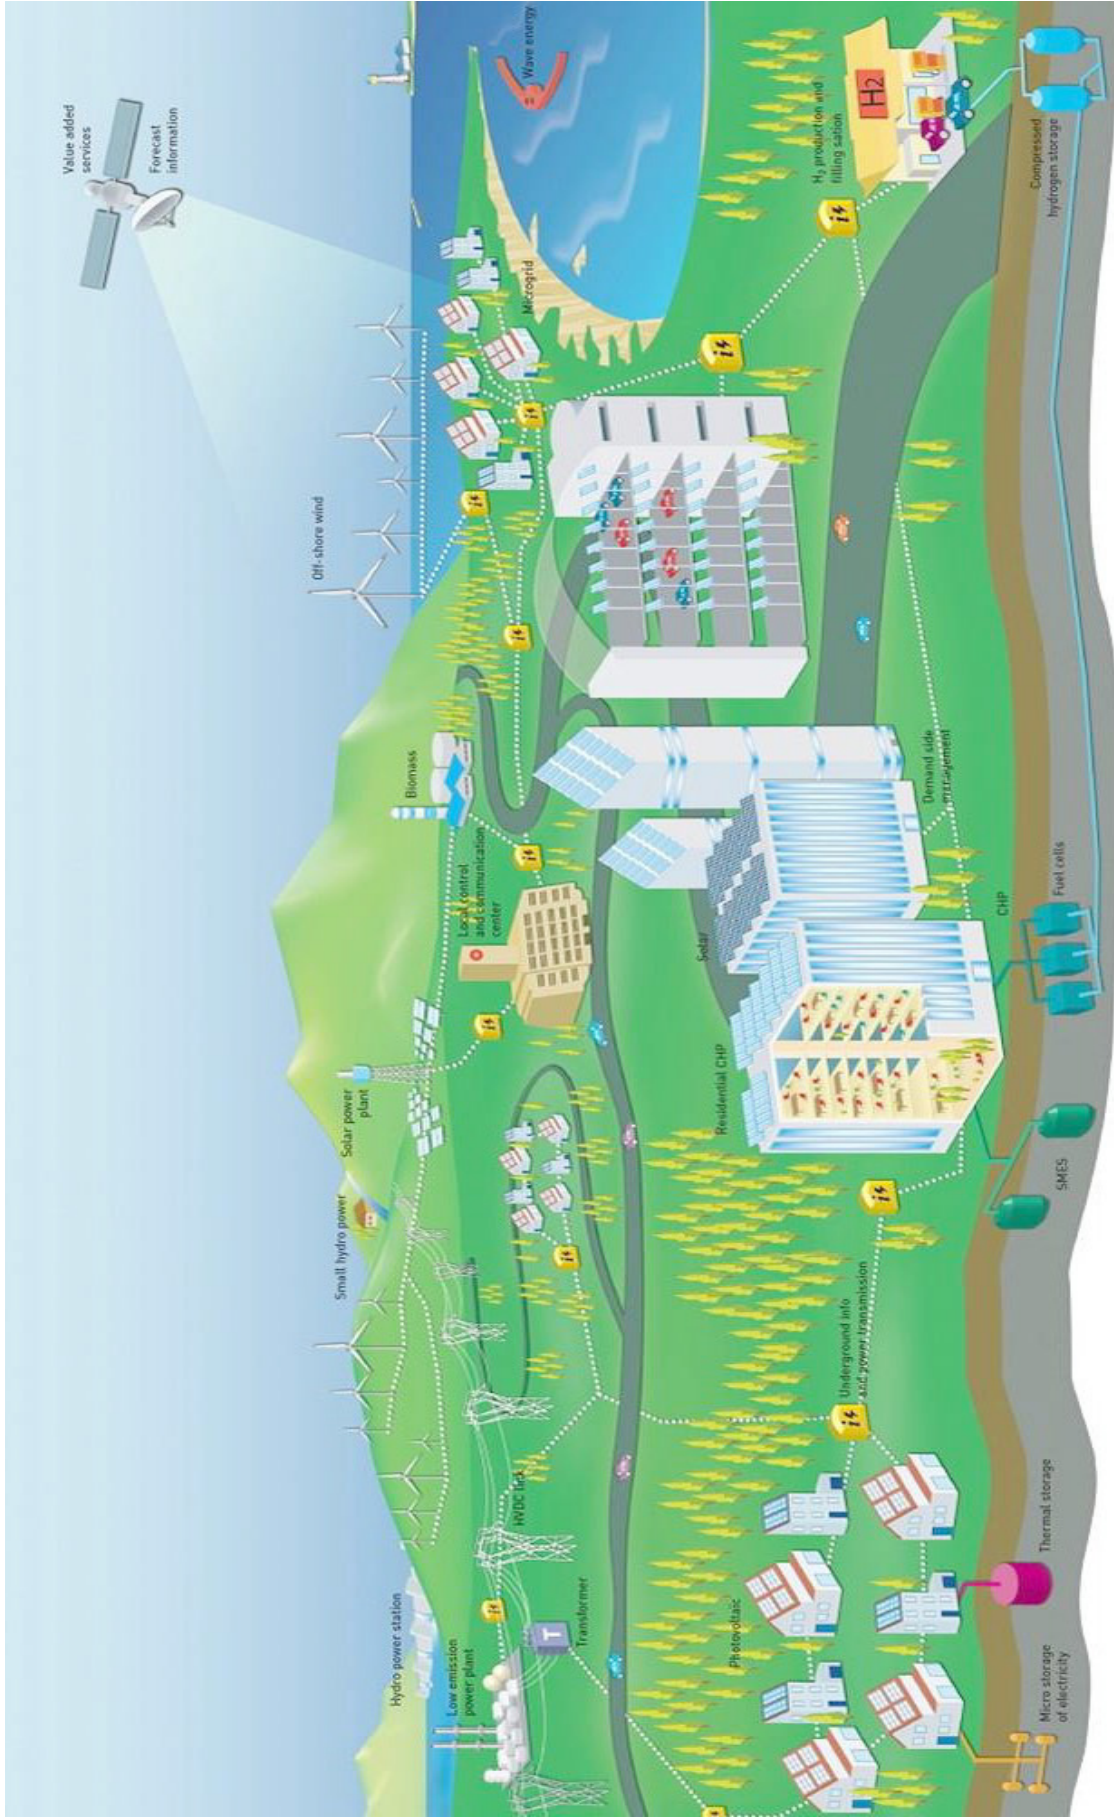 Value added
services
Forecast
information
Off-shore wind
Wave energy
Microgrid
H2 production and
filling sation
H2
Compressed
hydrogen storage
Biomass
Local control
and communication
center
Solar
Demand side
management
CHP
Fuel cells
Solar power
plant
Small hydro power
Residential CHP
SMES
Underground info
and power transmission
Hydro power station
Low emission
power plant
HVDC link
Transformer
T
Photovoltaic
Thermal storage
Micro storage
of electricity
i
i
i
i
i
i
i
i
i
i
i
i